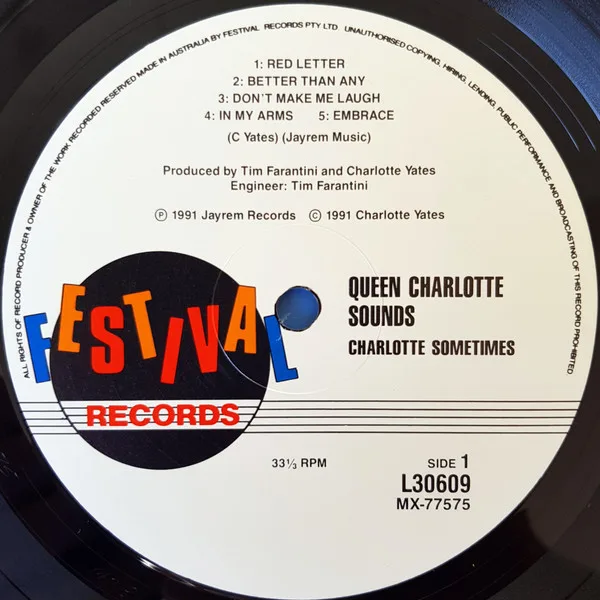 ALL RIGHTS OF RECORD PRODUCER & OWNER OF THE WORK RECORDED RESERVED MADE IN AUSTRALIA BY FESTIVAL RECORDS PTY LTD. UNAUTHORISED COPYING, HIRING, LENDING, PUBLIC PERFORMANCE AND BROADCASTING OF THIS RECORD PROHIBITED
1: RED LETTER
2: BETTER THAN ANY
3: DON'T MAKE ME LAUGH
4: IN MY ARMS 5: EMBRACE
(C Yates) (Jayrem Music)
Produced by Tim Farantini and Charlotte Yates
Engineer: Tim Farantini
℗ 1991 Jayrem Records © 1991 Charlotte Yates
FESTIVAL
RECORDS
QUEEN CHARLOTTE
SOUNDS
CHARLOTTE SOMETIMES
33⅓ RPM
SIDE 1
L30609
MX-77575